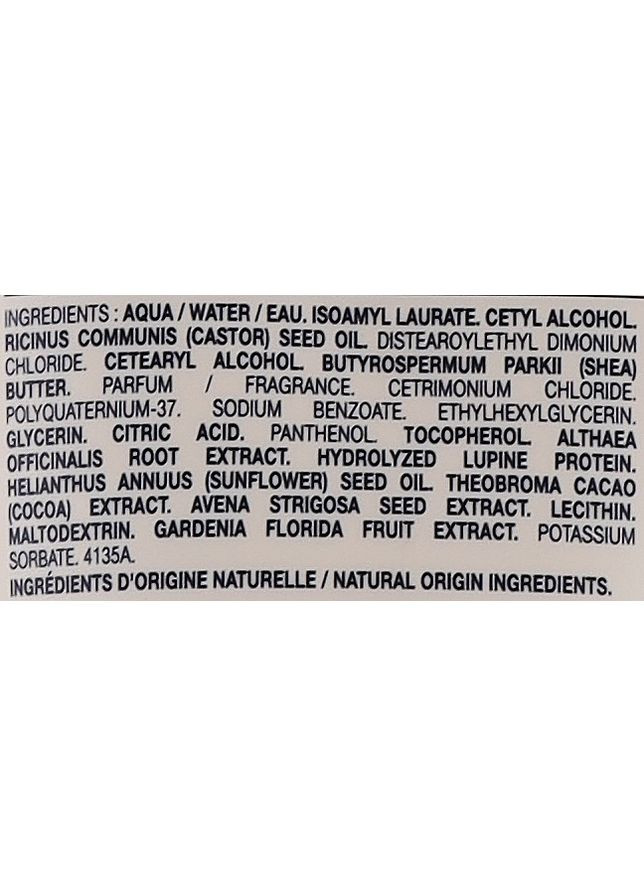 INGREDIENTS : AQUA / WATER / EAU. ISOAMYL LAURATE. CETYL ALCOHOL.
RICINUS COMMUNIS (CASTOR) SEED OIL. DISTEAROYLETHYL DIMONIUM
CHLORIDE. CETEARYL ALCOHOL. BUTYROSPERMUM PARKII (SHEA)
BUTTER. PARFUM / FRAGRANCE. CETRIMONIUM CHLORIDE.
POLYQUATERNIUM-37. SODIUM BENZOATE. ETHYLHEXYLGLYCERIN.
GLYCERIN. CITRIC ACID. PANTHENOL. TOCOPHEROL. ALTHAEA
OFFICINALIS ROOT EXTRACT. HYDROLYZED LUPINE PROTEIN.
HELIANTHUS ANNUUS (SUNFLOWER) SEED OIL. THEOBROMA CACAO
(COCOA) EXTRACT. AVENA STRIGOSA SEED EXTRACT. LECITHIN.
MALTODEXTRIN. GARDENIA FLORIDA FRUIT EXTRACT. POTASSIUM
SORBATE. 4135A.
INGRÉDIENTS D'ORIGINE NATURELLE / NATURAL ORIGIN INGREDIENTS.